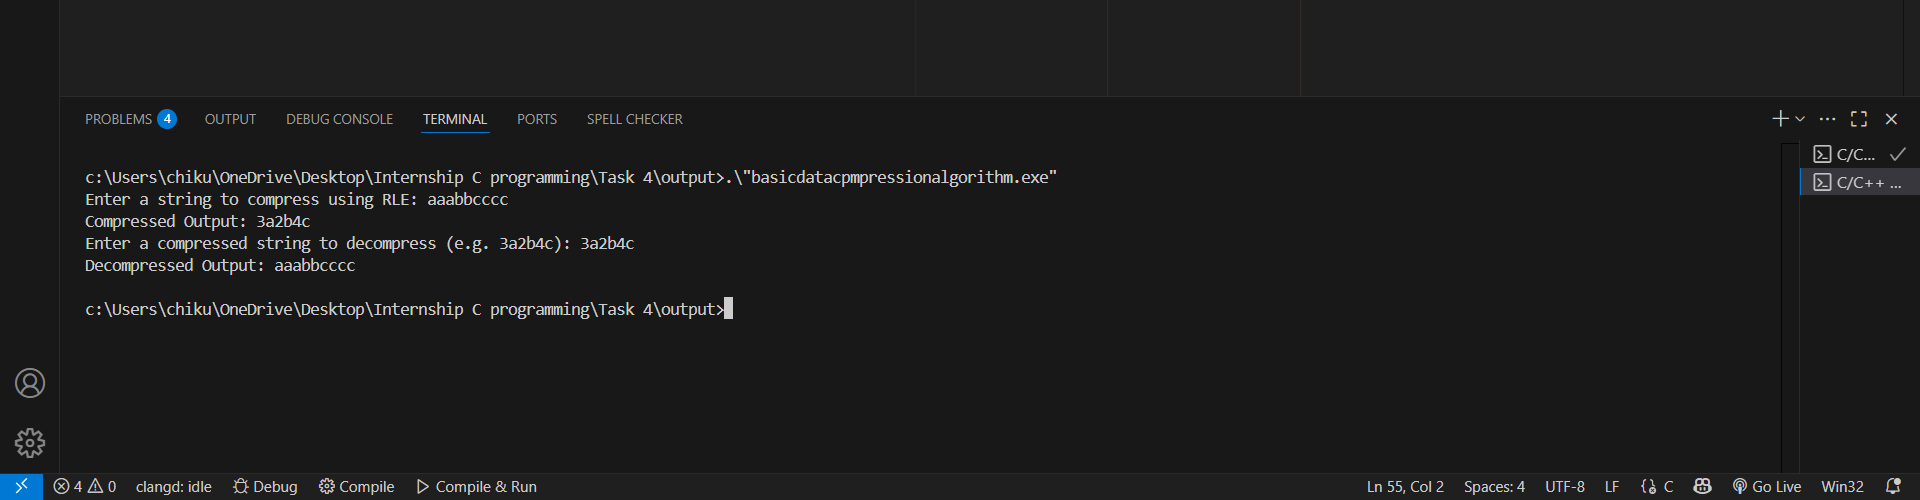 PROBLEMS 4 OUTPUT DEBUG CONSOLE TERMINAL PORTS SPELL CHECKER
c:\Users\chiku\OneDrive\Desktop\Internship C programming\Task 4\output>.\"basicdatacpmpressionalgorithm.exe"
Enter a string to compress using RLE: aaabbcccc
Compressed Output: 3a2b4c
Enter a compressed string to decompress (e.g. 3a2b4c): 3a2b4c
Decompressed Output: aaabbcccc
c:\Users\chiku\OneDrive\Desktop\Internship C programming\Task 4\output>
C/C...
C/C++ ...
4 0 clangd: idle Debug Compile Compile & Run Ln 55, Col 2 Spaces: 4 UTF-8 LF {} C Go Live Win32